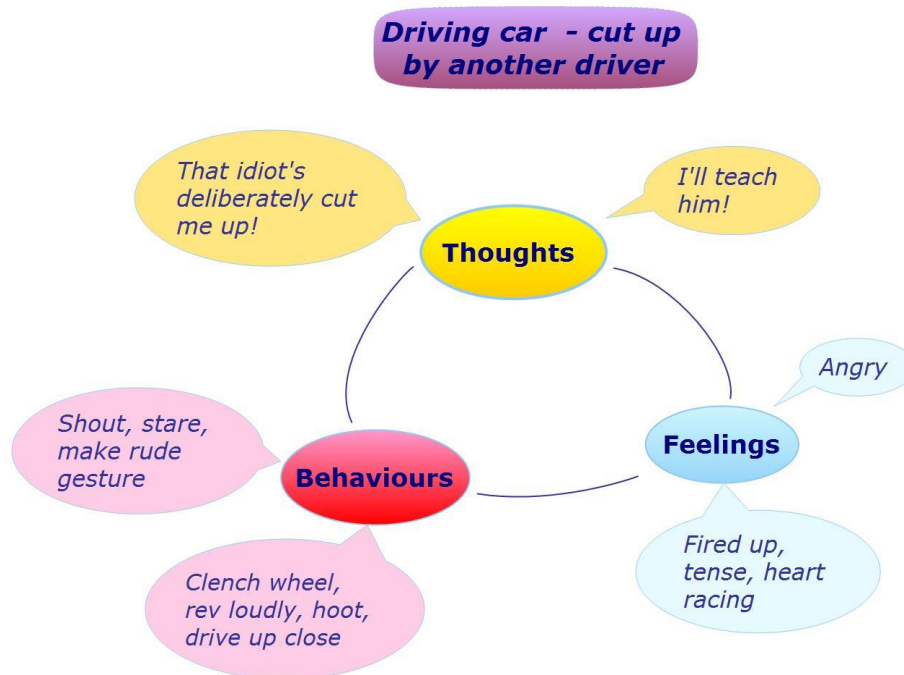 Driving car - cut up
by another driver
That idiot's
deliberately cut
me up!
I'll teach
him!
Thoughts
Angry
Feelings
Shout, stare,
make rude
gesture
Behaviours
Fired up,
tense, heart
racing
Clench wheel,
rev loudly, hoot,
drive up close